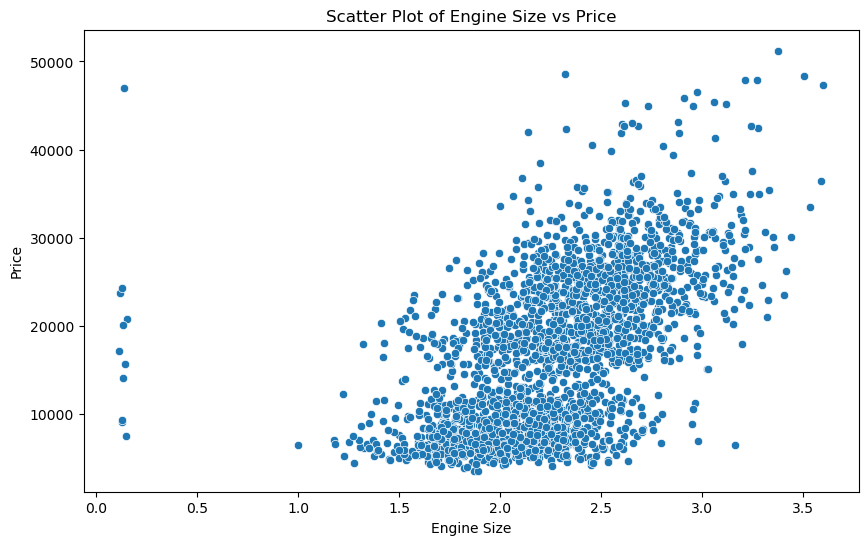 Scatter Plot of Engine Size vs Price
50000
40000
30000
20000
10000
Price
0.0 0.5 1.0 1.5 2.0 2.5 3.0 3.5
Engine Size